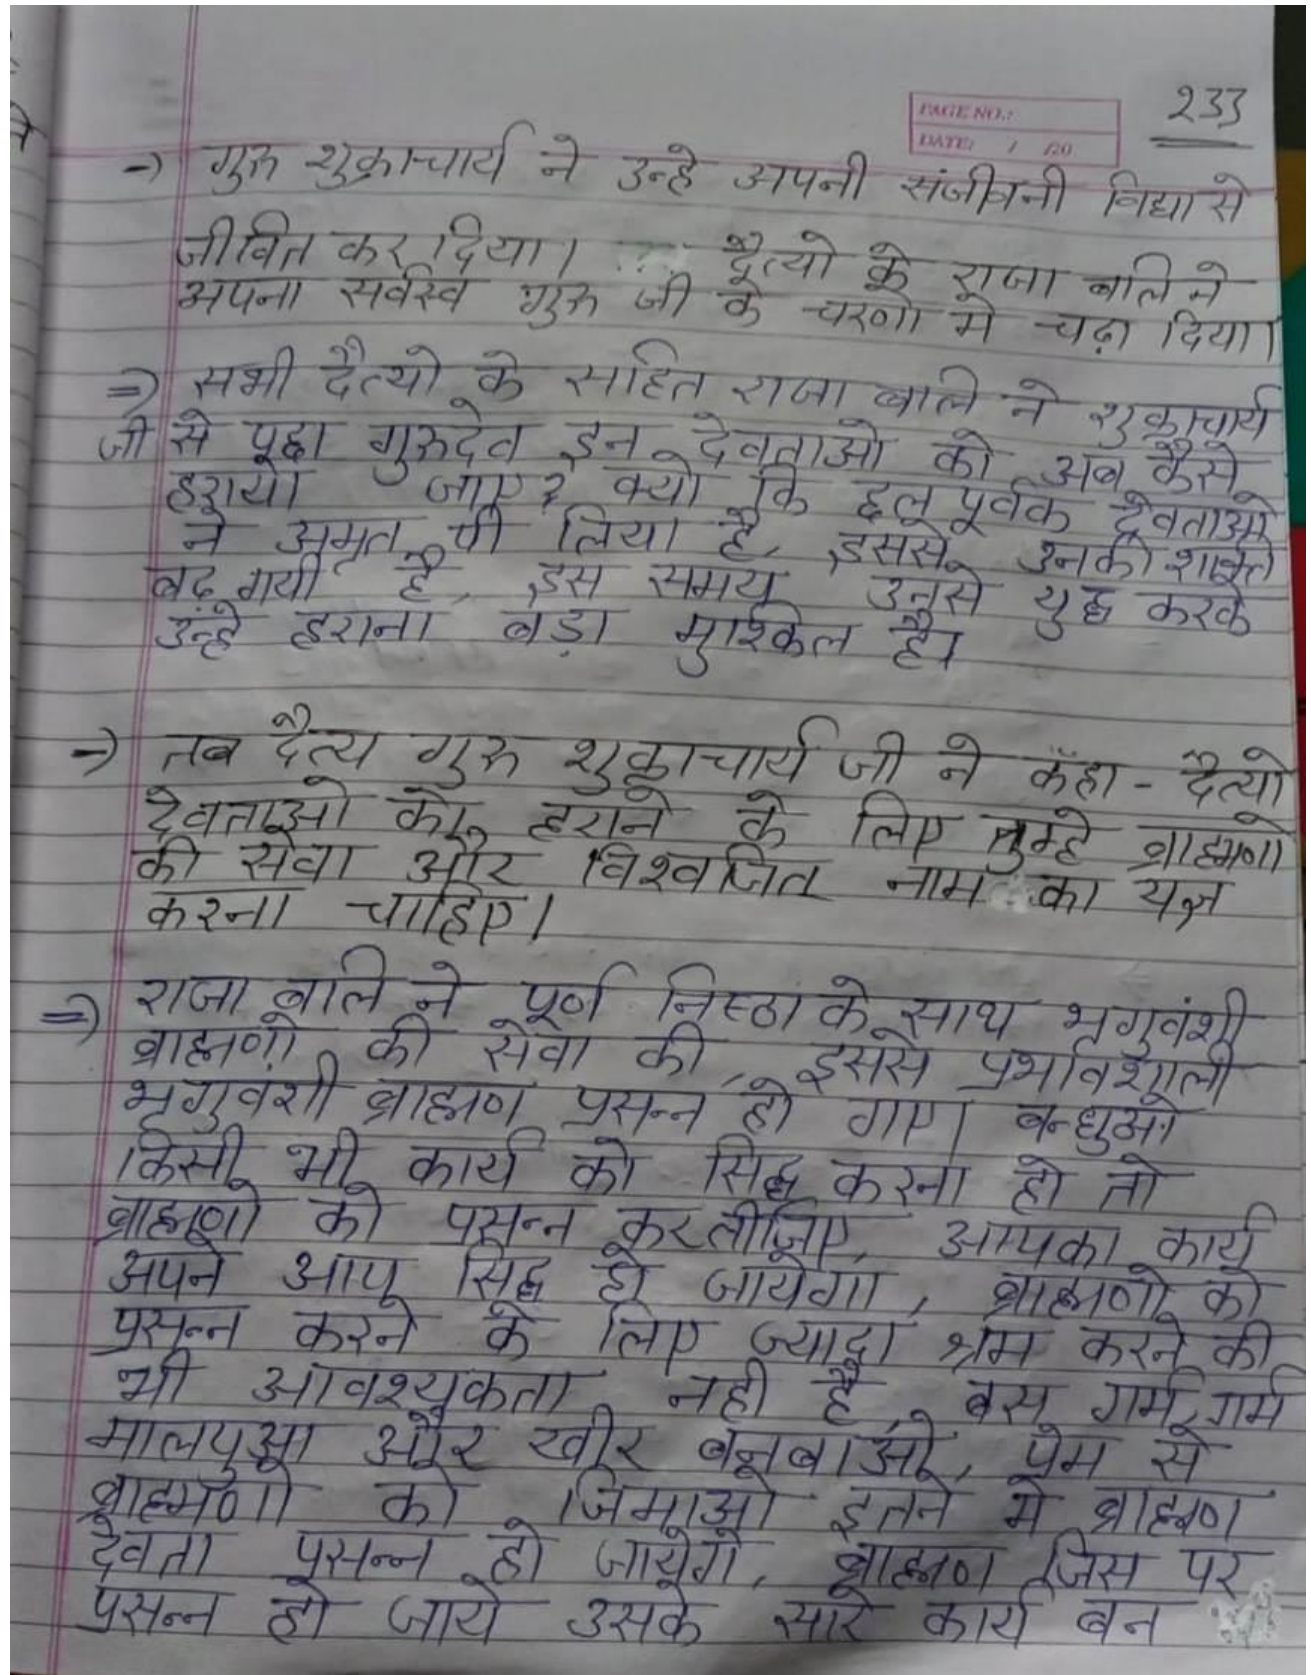 233
PAGE NO.:
DATE: / /20
-) गुरु शुक्राचार्य ने उन्हे अपनी संजीवनी विद्या से
जीवित कर दिया। दैत्यो के राजा बलि ने
अपना सर्वस्व गुरु जी के चरणो मे चढ़ा दिया।
=) सभी दैत्यो के सहित राजा बलि ने शुक्राचार्य
जी से पूछा गुरुदेव इन देवताओ को अब कैसे
हराया जाए? क्यो कि छलपूर्वक देवताओ
ने अमृत पी लिया है, इससे उनकी शक्ति
बढ़ गयी है, इस समय उनसे युद्ध करके
उन्हे हराना बड़ा मुश्किल है।
-) तब दैत्य गुरु शुक्राचार्य जी ने कँहा - दैत्यो
देवताओ को हराने के लिए तुम्हे ब्राह्मणो
की सेवा और विश्वजित नाम का यज्ञ
करना चाहिए।
=) राजा बलि ने पूर्ण निस्ठा के साथ भृगुवंशी
ब्राह्मणो की सेवा की, इससे प्रभावशाली
भृगुवंशी ब्राह्मण प्रसन्न हो गए। बन्धुओ
किसी भी कार्य को सिद्ध करना हो तो
ब्राह्मणो को प्रसन्न कर लीजिए, आपका कार्य
अपने आप सिद्ध हो जायेगा, ब्राह्मणो को
प्रसन्न करने के लिए ज्यादा श्रम करने की
भी आवश्यकता नही है, बस गर्म गर्म
मालपुआ और खीर बनबाओ, प्रेम से
ब्राह्मणो को जिमाओ इतने मे ब्राह्मण
देवता प्रसन्न हो जायेगे, ब्राह्मण जिस पर
प्रसन्न हो जाये उसके सारे कार्य बन